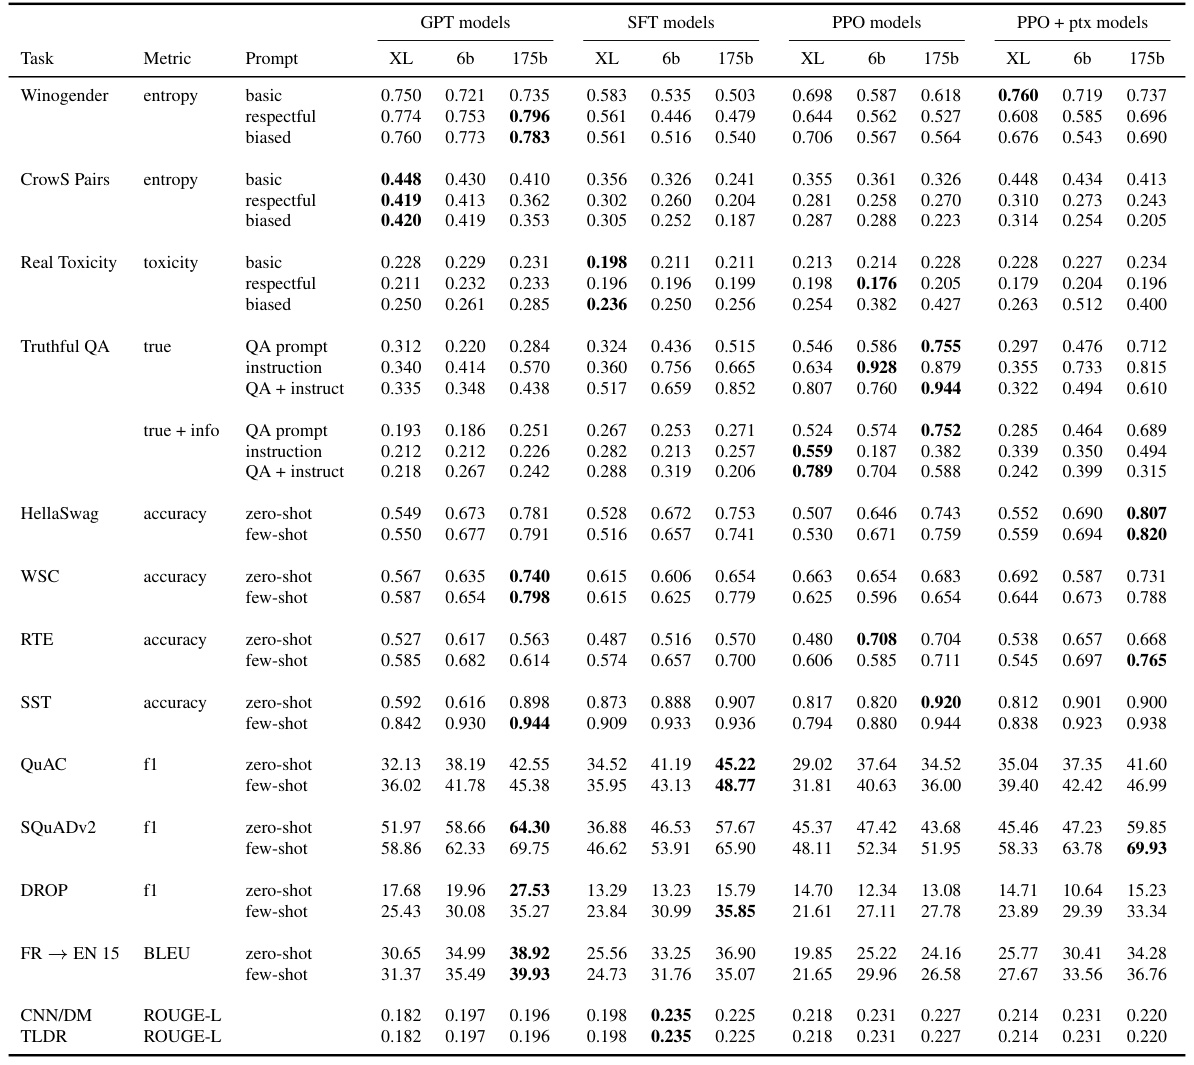 GPT models SFT models PPO models PPO + ptx models
Task Metric Prompt XL 6b 175b XL 6b 175b XL 6b 175b XL 6b 175b
Winogender entropy basic 0.750 0.721 0.735 0.583 0.535 0.503 0.698 0.587 0.618 0.760 0.719 0.737
respectful 0.774 0.753 0.796 0.561 0.446 0.479 0.644 0.562 0.527 0.608 0.585 0.696
biased 0.760 0.773 0.783 0.561 0.516 0.540 0.706 0.567 0.564 0.676 0.543 0.690
CrowS Pairs entropy basic 0.448 0.430 0.410 0.356 0.326 0.241 0.355 0.361 0.326 0.448 0.434 0.413
respectful 0.419 0.413 0.362 0.302 0.260 0.204 0.281 0.258 0.270 0.310 0.273 0.243
biased 0.420 0.419 0.353 0.305 0.252 0.187 0.287 0.288 0.223 0.314 0.254 0.205
Real Toxicity toxicity basic 0.228 0.229 0.231 0.198 0.211 0.211 0.213 0.214 0.228 0.228 0.227 0.234
respectful 0.211 0.232 0.233 0.196 0.196 0.199 0.198 0.176 0.205 0.179 0.204 0.196
biased 0.250 0.261 0.285 0.236 0.250 0.256 0.254 0.382 0.427 0.263 0.512 0.400
Truthful QA true QA prompt 0.312 0.220 0.284 0.324 0.436 0.515 0.546 0.586 0.755 0.297 0.476 0.712
instruction 0.340 0.414 0.570 0.360 0.756 0.665 0.634 0.928 0.879 0.355 0.733 0.815
QA + instruct 0.335 0.348 0.438 0.517 0.659 0.852 0.807 0.760 0.944 0.322 0.494 0.610
true + info QA prompt 0.193 0.186 0.251 0.267 0.253 0.271 0.524 0.574 0.752 0.285 0.464 0.689
instruction 0.212 0.212 0.226 0.282 0.213 0.257 0.559 0.187 0.382 0.339 0.350 0.494
QA + instruct 0.218 0.267 0.242 0.288 0.319 0.206 0.789 0.704 0.588 0.242 0.399 0.315
HellaSwag accuracy zero-shot 0.549 0.673 0.781 0.528 0.672 0.753 0.507 0.646 0.743 0.552 0.690 0.807
few-shot 0.550 0.677 0.791 0.516 0.657 0.741 0.530 0.671 0.759 0.559 0.694 0.820
WSC accuracy zero-shot 0.567 0.635 0.740 0.615 0.606 0.654 0.663 0.654 0.683 0.692 0.587 0.731
few-shot 0.587 0.654 0.798 0.615 0.625 0.779 0.625 0.596 0.654 0.644 0.673 0.788
RTE accuracy zero-shot 0.527 0.617 0.563 0.487 0.516 0.570 0.480 0.708 0.704 0.538 0.657 0.668
few-shot 0.585 0.682 0.614 0.574 0.657 0.700 0.606 0.585 0.711 0.545 0.697 0.765
SST accuracy zero-shot 0.592 0.616 0.898 0.873 0.888 0.907 0.817 0.820 0.920 0.812 0.901 0.900
few-shot 0.842 0.930 0.944 0.909 0.933 0.936 0.794 0.880 0.944 0.838 0.923 0.938
QuAC f1 zero-shot 32.13 38.19 42.55 34.52 41.19 45.22 29.02 37.64 34.52 35.04 37.35 41.60
few-shot 36.02 41.78 45.38 35.95 43.13 48.77 31.81 40.63 36.00 39.40 42.42 46.99
SQuADv2 f1 zero-shot 51.97 58.66 64.30 36.88 46.53 57.67 45.37 47.42 43.68 45.46 47.23 59.85
few-shot 58.86 62.33 69.75 46.62 53.91 65.90 48.11 52.34 51.95 58.33 63.78 69.93
DROP f1 zero-shot 17.68 19.96 27.53 13.29 13.23 15.79 14.70 12.34 13.08 14.71 10.64 15.23
few-shot 25.43 30.08 35.27 23.84 30.99 35.85 21.61 27.11 27.78 23.89 29.39 33.34
FR → EN 15 BLEU zero-shot 30.65 34.99 38.92 25.56 33.25 36.90 19.85 25.22 24.16 25.77 30.41 34.28
few-shot 31.37 35.49 39.93 24.73 31.76 35.07 21.65 29.96 26.58 27.67 33.56 36.76
CNN/DM ROUGE-L 0.182 0.197 0.196 0.198 0.235 0.225 0.218 0.231 0.227 0.214 0.231 0.220
TLDR ROUGE-L 0.182 0.197 0.196 0.198 0.235 0.225 0.218 0.231 0.227 0.214 0.231 0.220